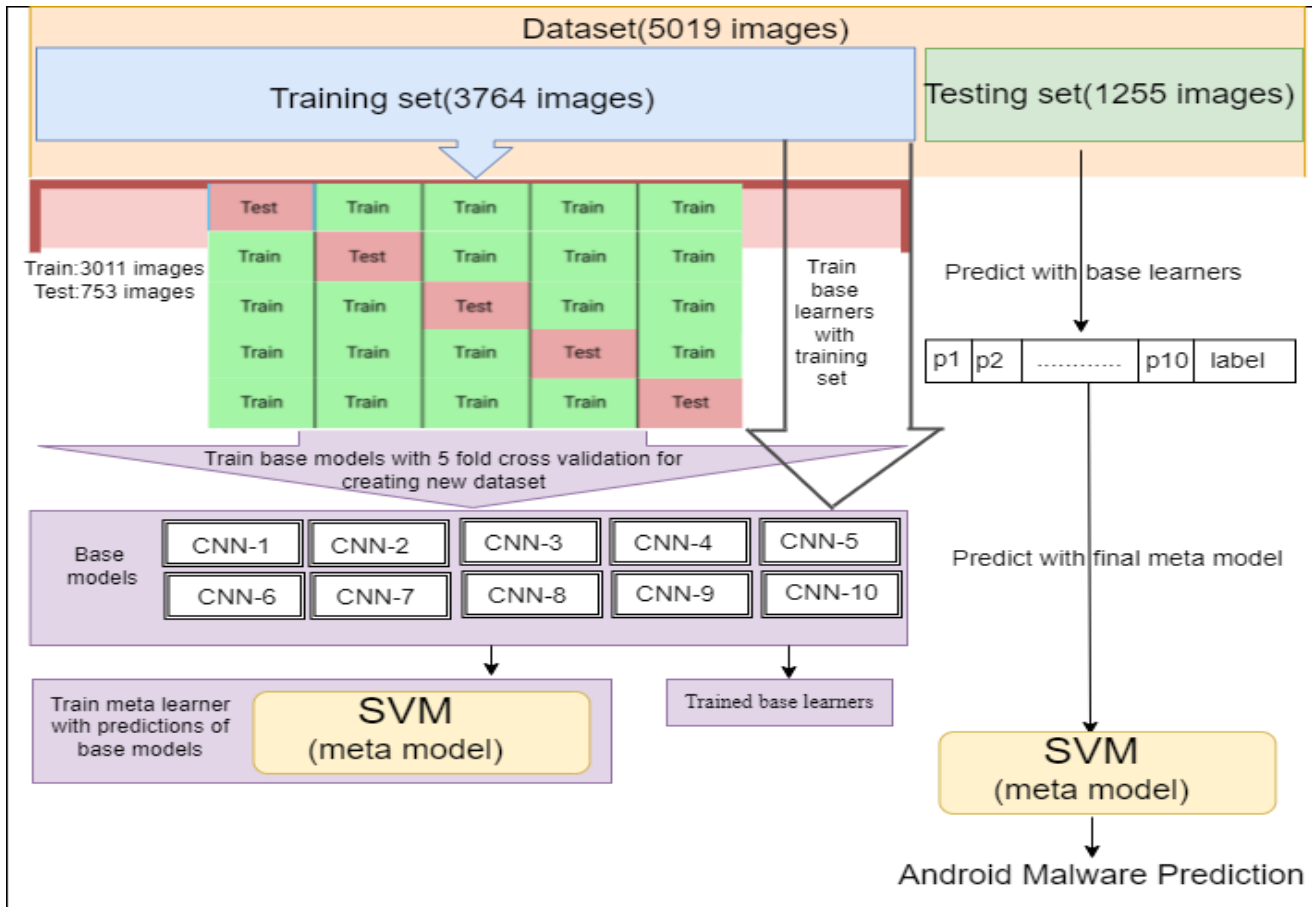 Dataset(5019 images)
Training set(3764 images)
Testing set(1255 images)
Test Train Train Train Train
Train Test Train Train Train
Train Train Test Train Train
Train Train Train Test Train
Train Train Train Train Test
Train:3011 images
Test:753 images
Train
base
learners
with
training
set
Predict with base learners
p1 p2 ............ p10 label
Train base models with 5 fold cross validation for
creating new dataset
Base
models
CNN-1 CNN-2 CNN-3 CNN-4 CNN-5
CNN-6 CNN-7 CNN-8 CNN-9 CNN-10
Predict with final meta model
Train meta learner
with predictions of
base models
SVM
(meta model)
Trained base learners
SVM
(meta model)
Android Malware Prediction